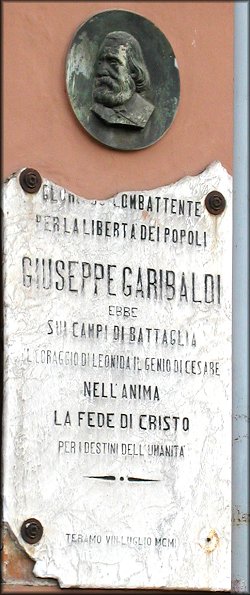 COMBATTENTE
PER LA LIBERTÀ DEI POPOLI
GIUSEPPE GARIBALDI
EBBE
SUI CAMPI DI BATTAGLIA
IL CORAGGIO DI LEONIDA IL GENIO DI CESARE
NELL'ANIMA
LA FEDE DI CRISTO
PER I DESTINI DELL'UMANITÀ
TERAMO VIII LUGLIO MCMI